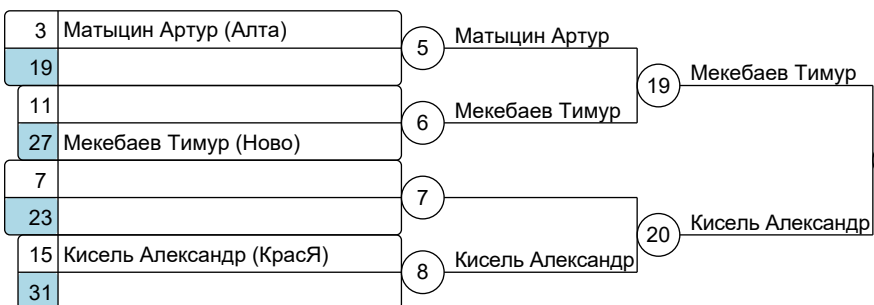 3 Матыцин Артур (Алта)
19
5 Матыцин Артур
11
27 Мекебаев Тимур (Ново)
6 Мекебаев Тимур
19 Мекебаев Тимур
7
23
7
15 Кисель Александр (КрасЯ)
31
8 Кисель Александр
20 Кисель Александр